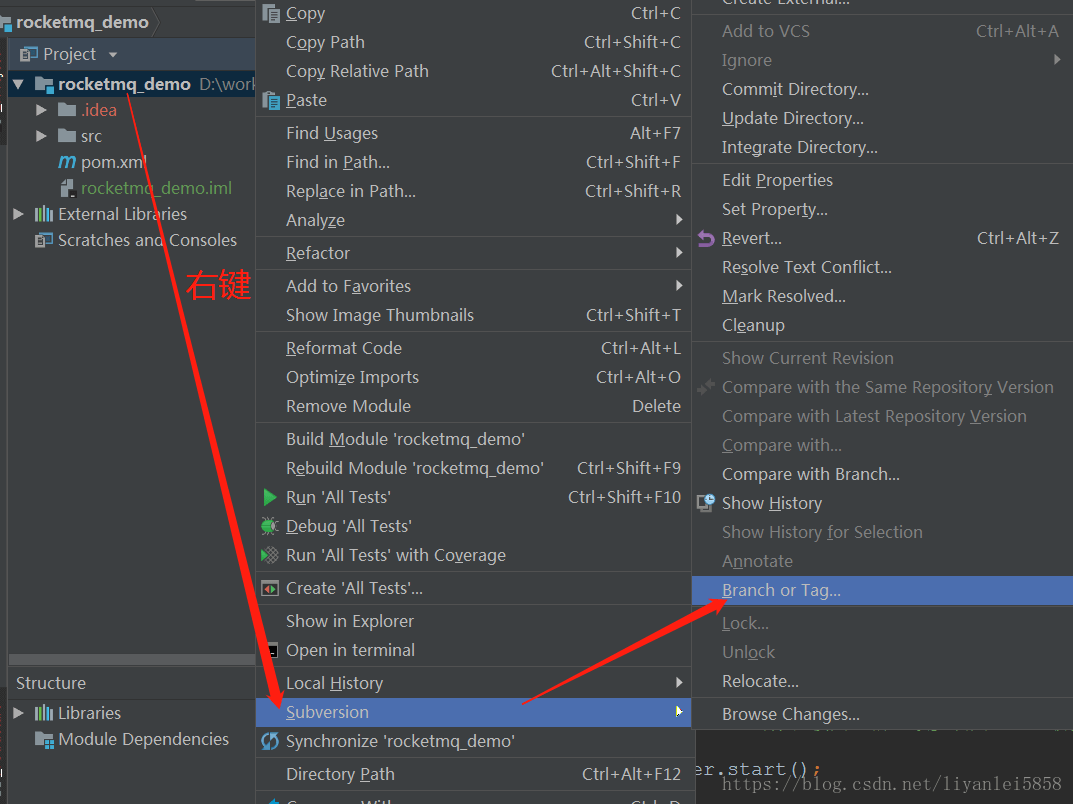 rocketmq_demo
Project
rocketmq_demo D:\work
.idea
src
pom.xml
rocketmq_demo.iml
External Libraries
Scratches and Consoles
右键
Structure
Libraries
Module Dependencies
Copy Ctrl+C
Copy Path Ctrl+Shift+C
Copy Relative Path Ctrl+Alt+Shift+C
Paste Ctrl+V
Find Usages Alt+F7
Find in Path... Ctrl+Shift+F
Replace in Path... Ctrl+Shift+R
Analyze
Refactor
Add to Favorites
Show Image Thumbnails Ctrl+Shift+T
Reformat Code Ctrl+Alt+L
Optimize Imports Ctrl+Alt+O
Remove Module Delete
Build Module 'rocketmq_demo'
Rebuild Module 'rocketmq_demo' Ctrl+Shift+F9
Run 'All Tests' Ctrl+Shift+F10
Debug 'All Tests'
Run 'All Tests' with Coverage
Create 'All Tests'...
Show in Explorer
Open in terminal
Local History
Subversion
Synchronize 'rocketmq_demo'
Directory Path Ctrl+Alt+F12
Create External...
Add to VCS Ctrl+Alt+A
Ignore
Commit Directory...
Update Directory...
Integrate Directory...
Edit Properties
Set Property...
Revert... Ctrl+Alt+Z
Resolve Text Conflict...
Mark Resolved...
Cleanup
Show Current Revision
Compare with the Same Repository Version
Compare with Latest Repository Version
Compare with...
Compare with Branch...
Show History
Show History for Selection
Annotate
Branch or Tag...
Lock...
Unlock
Relocate...
Browse Changes...
er.start();
https://blog.csdn.net/liyanlei5858